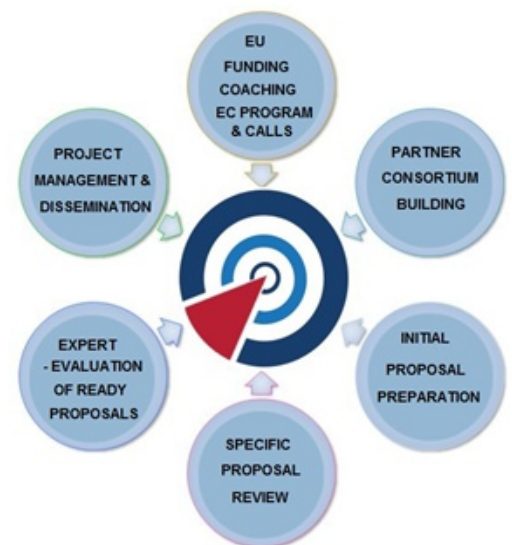 EU
FUNDING
COACHING
EC PROGRAM
& CALLS
PARTNER
CONSORTIUM
BUILDING
INITIAL
PROPOSAL
PREPARATION
SPECIFIC
PROPOSAL
REVIEW
EXPERT
- EVALUATION
OF READY
PROPOSALS
PROJECT
MANAGEMENT &
DISSEMINATION